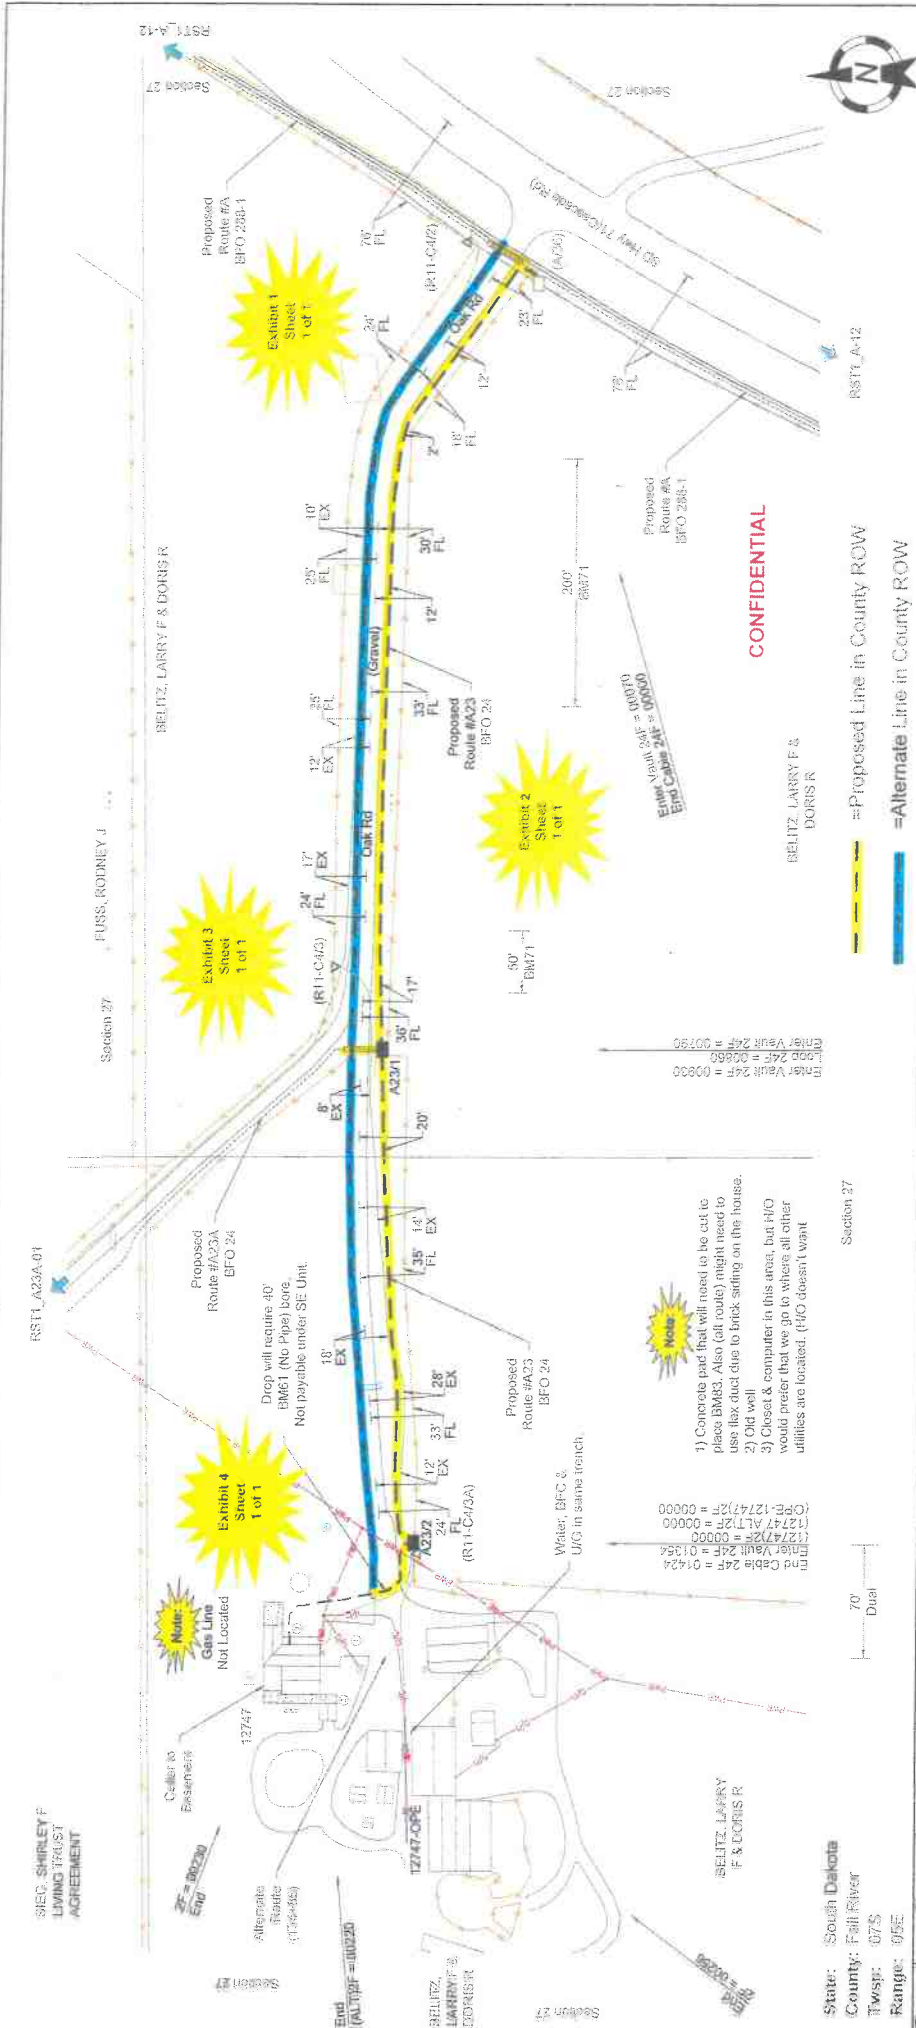 SIEG, SHIRLEY F
LIVING TRUST
AGREEMENT
Section 27
FUSS, RODNEY J
BELITZ, LARRY F & DORIS R
RST1_A23A-01
RST1_A-12
Section 27
Proposed
Route #A
BFO 288-1
Exhibit 1
Sheet
1 of 1
76'
FL
(R11-C4/2)
24'
FL
Oak Rd
(A/36)
SD Hwy 71(Cascade Rd)
Section 27
N
23'
FL
12'
18'
FL
2'
76'
FL
RST1_A-12
Proposed
Route #A
BFO 288-1
10'
EX
25'
FL
30'
FL
12'
(Gravel)
33'
FL
Proposed
Route #A23
BFO 24
12'
EX
Oak Rd
17'
EX
24'
FL
(R11-C4/3)
17'
36'
FL
A23/1
Exhibit 3
Sheet
1 of 1
Exhibit 2
Sheet
1 of 1
200'
BM71
50'
BM71
Enter Vault 24F = 00070
End Cable 24F = 00000
CONFIDENTIAL
BELITZ, LARRY F &
DORIS R
=Proposed Line in County ROW
=Alternate Line in County ROW
Enter Vault 24F = 00930
Loop 24F = 00860
Enter Vault 24F = 00790
8'
EX
20'
14'
EX
35'
FL
18'
EX
28'
EX
33'
FL
12'
EX
24'
FL
A23/2
(R11-C4/3A)
Proposed
Route #A23A
BFO 24
Drop will require 40'
BM61 (No Pipe) bore.
Not payable under SE Unit.
Exhibit 4
Sheet
1 of 1
Proposed
Route #A23
BFO 24
Water, BFC &
U/G in same trench
Note:
1) Concrete pad that will need to be cut to
place BM83. Also (alt route) might need to
use flex duct due to brick siding on the house.
2) Old well
3) Closet & computer in this area, but H/O
would prefer that we go to where all other
utilities are located. (H/O doesn't want
Section 27
End Cable 24F = 01424
Enter Vault 24F = 01354
(12747)2F = 00000
(12747 ALT)2F = 00000
(OPE-12747)2F = 00000
70'
Dual
Note:
Gas Line
Not Located
12747
Caller to
Basement
2F = 00230
End
Alternate
Route
End
(ALT)2F = 00220
12747-OPE
BELITZ,
LARRY F &
DORIS R
Section 27
Section 27
BELITZ, LARRY
F & DORIS R
State: South Dakota
County: Fall River
Twsp: 07S
Range: 05E